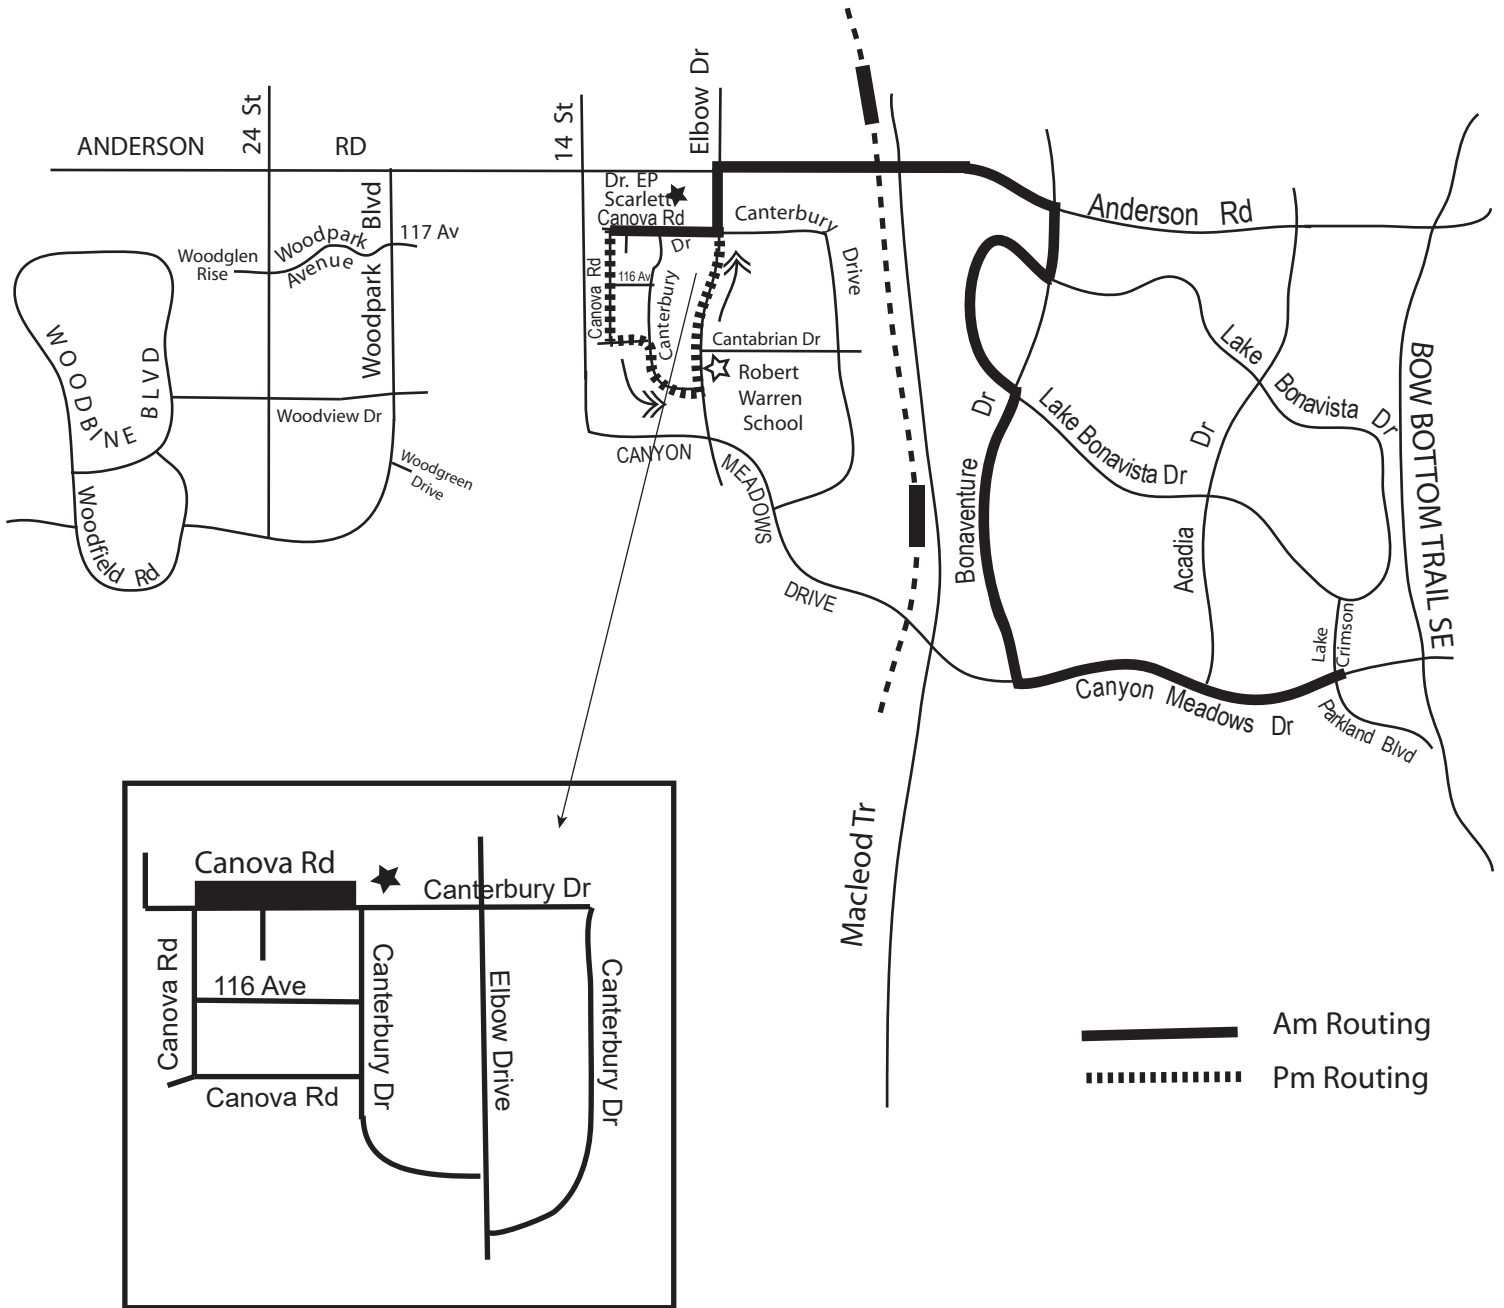 ANDERSON
24 St
RD
14 St
Elbow Dr
Woodpark Blvd
117 Av
Woodglen
Rise
Woodpark
Avenue
WOODBINE
BLVD
Woodview Dr
Woodgreen
Drive
Woodfield Rd
Dr. EP
Scarlett
Canova Rd
Canterbury
Drive
Dr
Canterbury
116 Av
Canova Rd
Cantabrian Dr
Robert
Warren
School
CANYON
MEADOWS
DRIVE
Anderson Rd
Lake
Bonavista Dr
Lake Bonavista Dr
Bonaventure
Dr
Acadia
Dr
BOW BOTTOM TRAIL SE
Lake
Crimson
Canyon Meadows Dr
Parkland Blvd
Macleod Tr
Canova Rd
Canterbury Dr
Canova Rd
116 Ave
Canterbury Dr
Elbow Drive
Canterbury Dr
Canova Rd
Am Routing
Pm Routing